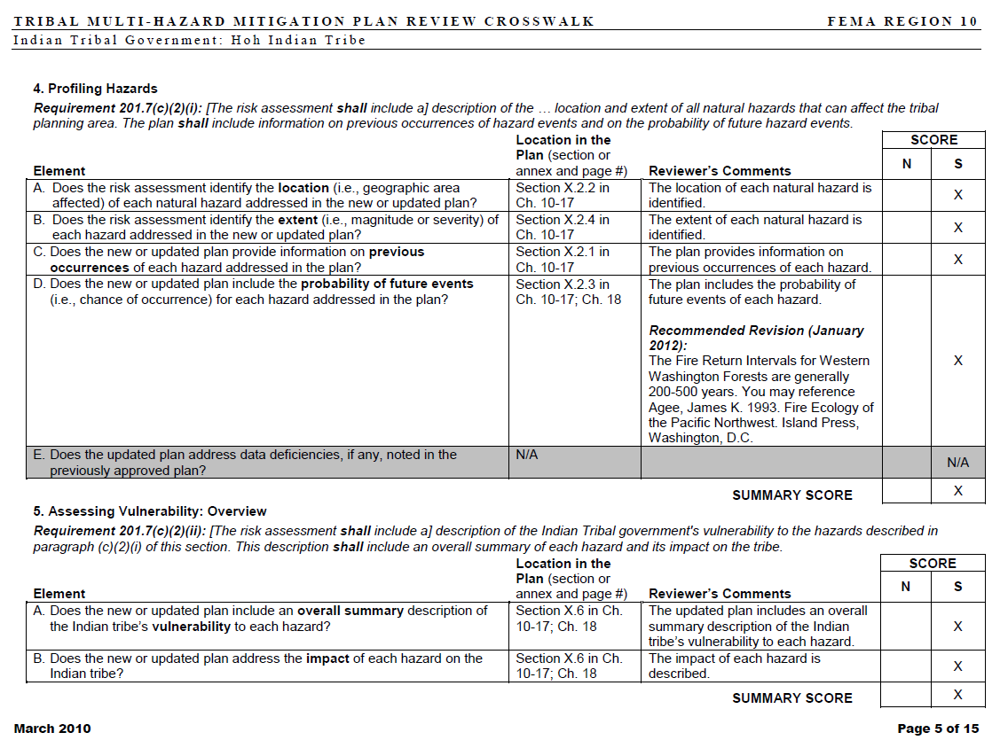 TRIBAL MULTI-HAZARD MITIGATION PLAN REVIEW CROSSWALK FEMA REGION 10
Indian Tribal Government: Hoh Indian Tribe
4. Profiling Hazards
Requirement 201.7(c)(2)(i): [The risk assessment shall include a] description of the … location and extent of all natural hazards that can affect the tribal
planning area. The plan shall include information on previous occurrences of hazard events and on the probability of future hazard events.
Element
Location in the
Plan (section or
annex and page #)
Reviewer's Comments
SCORE
N S
A. Does the risk assessment identify the location (i.e., geographic area
affected) of each natural hazard addressed in the new or updated plan?
Section X.2.2 in
Ch. 10-17
The location of each natural hazard is
identified.
X
B. Does the risk assessment identify the extent (i.e., magnitude or severity) of
each hazard addressed in the new or updated plan?
Section X.2.4 in
Ch. 10-17
The extent of each natural hazard is
identified.
X
C. Does the new or updated plan provide information on previous
occurrences of each hazard addressed in the plan?
Section X.2.1 in
Ch. 10-17
The plan provides information on
previous occurrences of each hazard.
X
D. Does the new or updated plan include the probability of future events
(i.e., chance of occurrence) for each hazard addressed in the plan?
Section X.2.3 in
Ch. 10-17; Ch. 18
The plan includes the probability of
future events of each hazard.
Recommended Revision (January
2012):
The Fire Return Intervals for Western
Washington Forests are generally
200-500 years. You may reference
Agee, James K. 1993. Fire Ecology of
the Pacific Northwest. Island Press,
Washington, D.C.
X
E. Does the updated plan address data deficiencies, if any, noted in the
previously approved plan?
N/A
N/A
SUMMARY SCORE X
5. Assessing Vulnerability: Overview
Requirement 201.7(c)(2)(ii): [The risk assessment shall include a] description of the Indian Tribal government's vulnerability to the hazards described in
paragraph (c)(2)(i) of this section. This description shall include an overall summary of each hazard and its impact on the tribe.
Element
Location in the
Plan (section or
annex and page #)
Reviewer's Comments
SCORE
N S
A. Does the new or updated plan include an overall summary description of
the Indian tribe's vulnerability to each hazard?
Section X.6 in Ch.
10-17; Ch. 18
The updated plan includes an overall
summary description of the Indian
tribe's vulnerability to each hazard.
X
B. Does the new or updated plan address the impact of each hazard on the
Indian tribe?
Section X.6 in Ch.
10-17; Ch. 18
The impact of each hazard is
described.
X
SUMMARY SCORE X
March 2010 Page 5 of 15